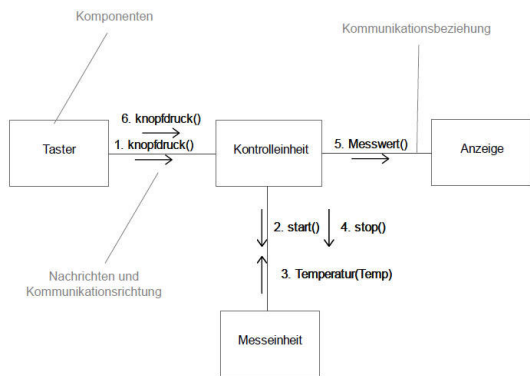 Komponenten
Kommunikationsbeziehung
6. knopfdruck()
1. knopfdruck()
5. Messwert()
Taster
Kontrolleinheit
Anzeige
2. start()
4. stop()
3. Temperatur(Temp)
Nachrichten und
Kommunikationsrichtung
Messeinheit